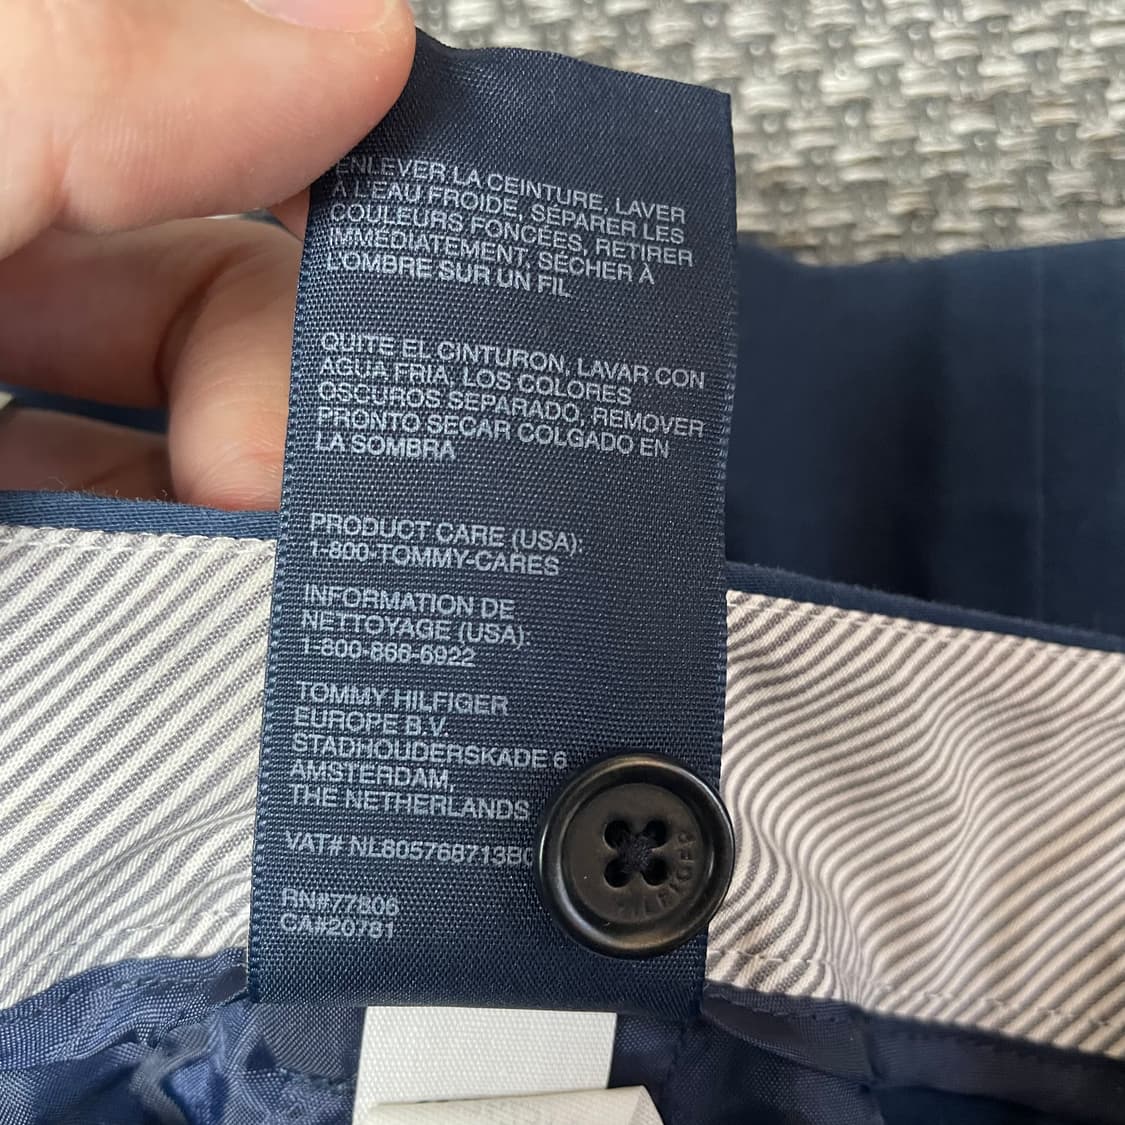 ENLEVER LA CEINTURE, LAVER
À L'EAU FROIDE, SÉPARER LES
COULEURS FONCÉES, RETIRER
IMMÉDIATEMENT, SÉCHER À
L'OMBRE SUR UN FIL
QUITE EL CINTURON, LAVAR CON
AGUA FRIA, LOS COLORES
OSCUROS SEPARADO, REMOVER
PRONTO SECAR COLGADO EN
LA SOMBRA
PRODUCT CARE (USA):
1-800-TOMMY-CARES
INFORMATION DE
NETTOYAGE (USA):
1-800-866-6922
TOMMY HILFIGER
EUROPE B.V.
STADHOUDERSKADE 6
AMSTERDAM,
THE NETHERLANDS
VAT# NL805768713B
RN#77806
CA#20781
HILFIGER